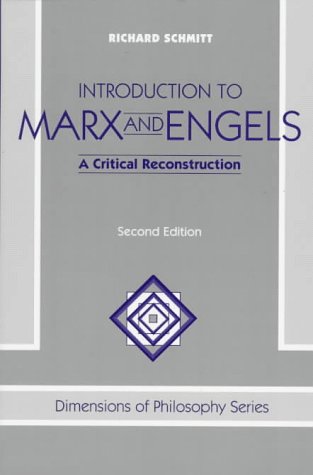 RICHARD SCHMITT
INTRODUCTION TO
MARX AND ENGELS
A Critical Reconstruction
Second Edition
Dimensions of Philosophy Series